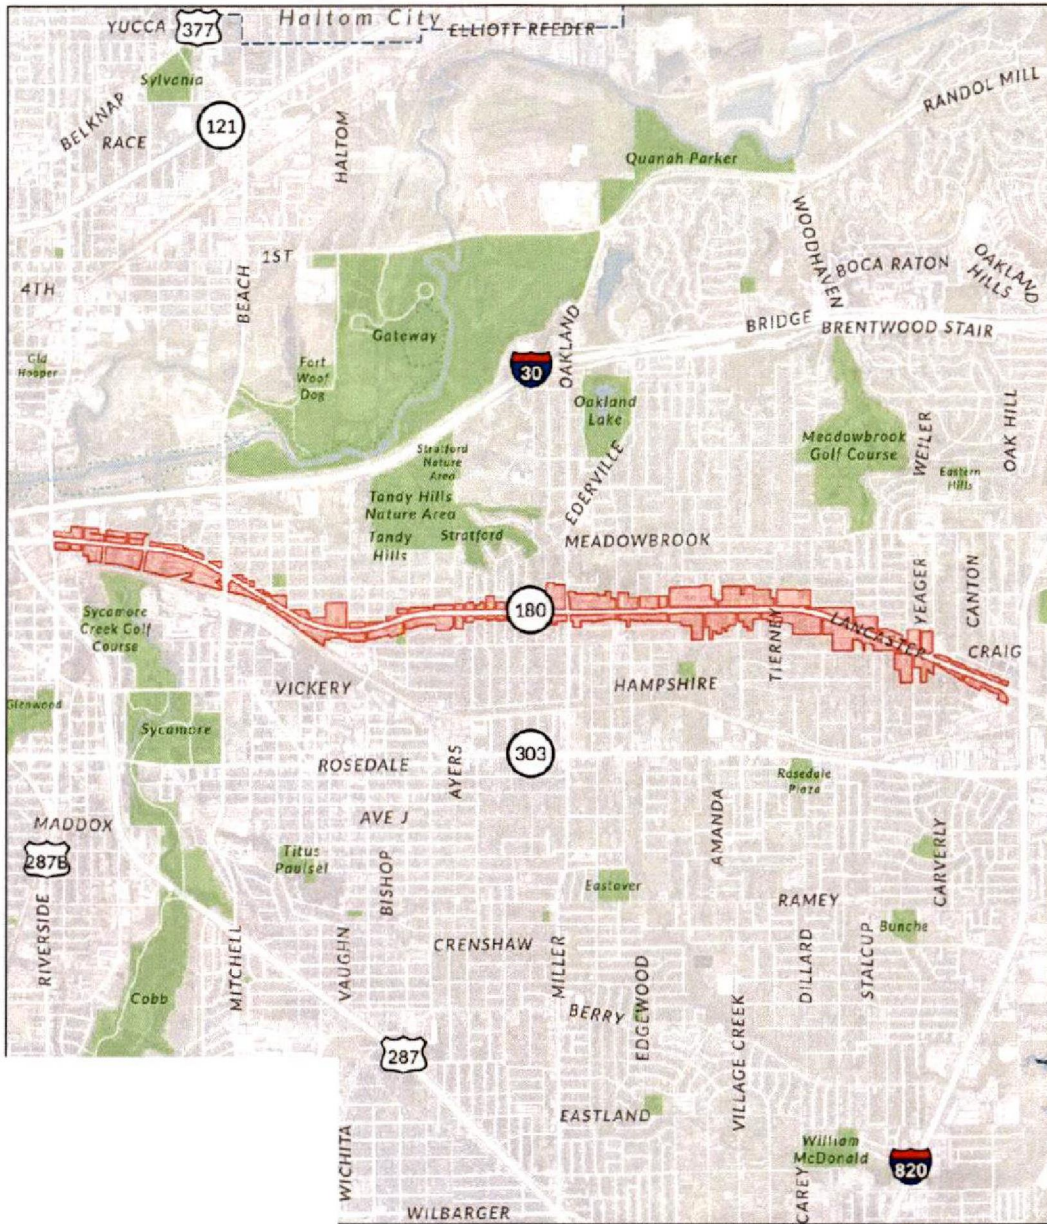 Haltom City
YUCCA
377
ELLIOTT REEDER
Sylvania
BELKNAP
121
RACE
HALTOM
RANDOL MILL
Quanah Parker
WOODHAVEN
1ST
BEACH
4TH
BOCA RATON
OAKLAND
HILLS
Gateway
OAKLAND
BRIDGE
BRENTWOOD STAIR
Hooper
Fort
Woof
Dog
30
Oakland
Lake
Meadowbrook
Golf Course
WEILER
OAK HILL
Stratford
Nature
Area
EDERVILLE
Eastern
Hills
Tandy Hills
Nature Area
Tandy
Hills
Stratford
MEADOWBROOK
YEAGER
CANTON
Sycamore
Creek Golf
Course
180
TIERNEY
LANCASTER
CRAIG
VICKERY
HAMPSHIRE
Glenwood
Sycamore
303
ROSEDALE
AYERS
Rosedale
Plaza
MADDOX
AVE J
AMANDA
CARVERLY
287B
Titus
Paulsel
BISHOP
Eastover
RAMEY
Bunche
RIVERSIDE
MITCHELL
VAUGHN
CRENSHAW
MILLER
EDGEWOOD
DILLARD
STALCUP
Cobb
BERRY
VILLAGE CREEK
287
EASTLAND
WICHITA
William
McDonald
CAREY
820
WILBARGER